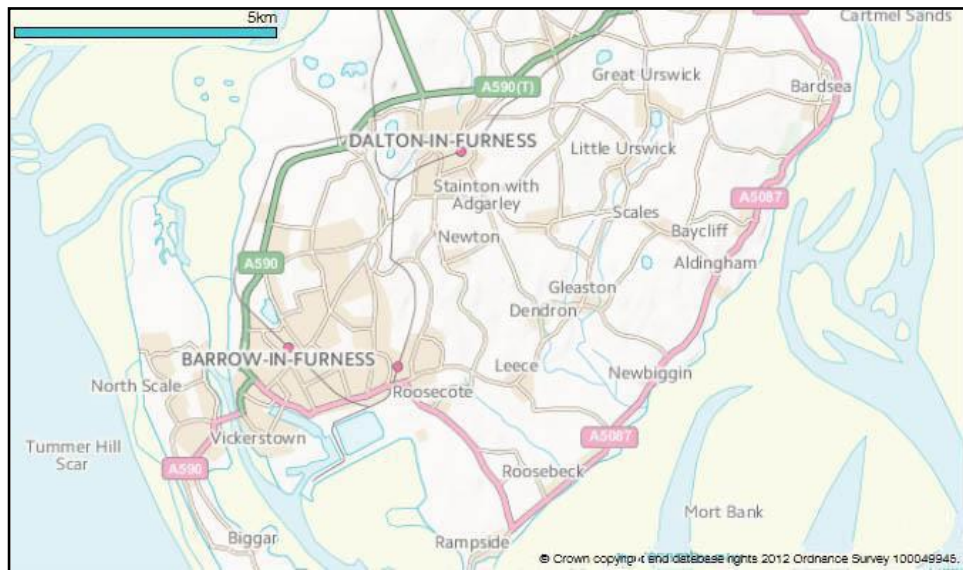 5km
Cartmel Sands
Great Urswick
A590(T)
Bardsea
DALTON-IN-FURNESS
Little Urswick
Stainton with
Adgarley
A5087
Scales
Newton
Baycliff
A590
Aldingham
Gleaston
Dendron
BARROW-IN-FURNESS
Leece
Newbiggin
North Scale
Roosecote
Vickerstown
A5087
Tummer Hill
Scar
A590
Roosebeck
Mort Bank
Biggar
Rampside
© Crown copyright and database rights 2012 Ordnance Survey 100049945.